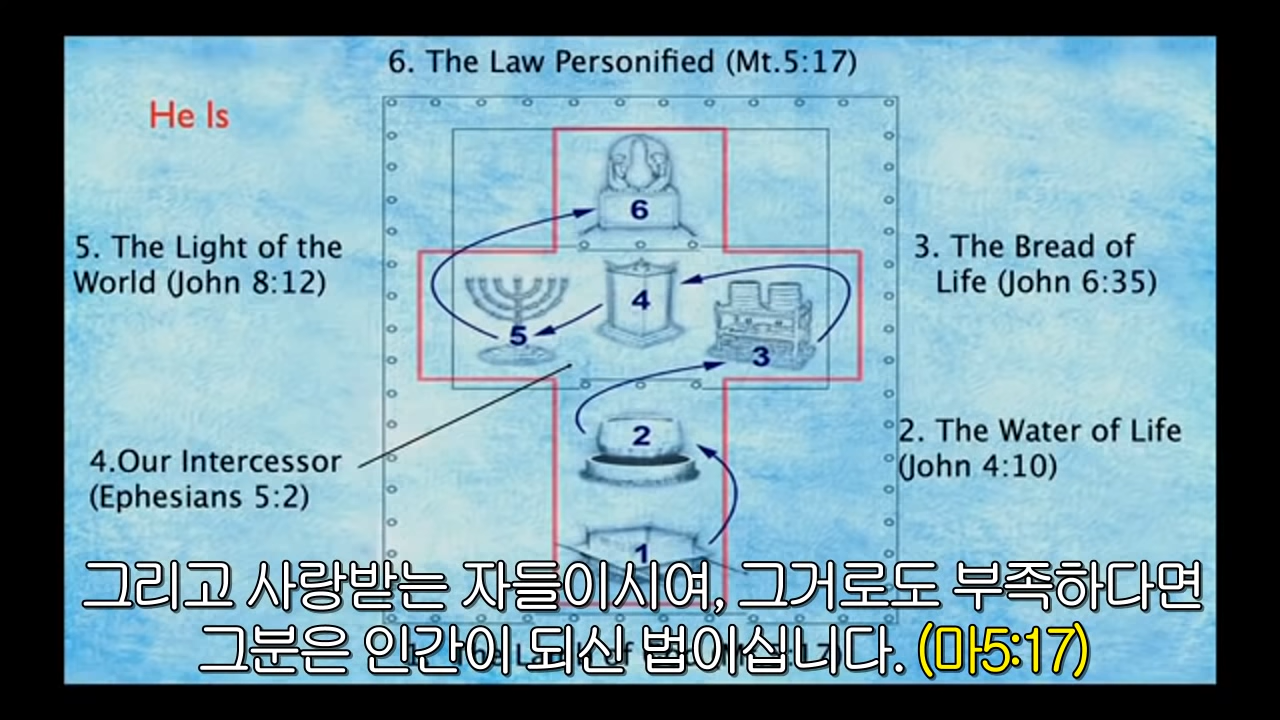 6. The Law Personified (Mt.5:17)
He Is
5. The Light of the
World (John 8:12)
3. The Bread of
Life (John 6:35)
6
4
5
3
2
1
4.Our Intercessor
(Ephesians 5:2)
2. The Water of Life
(John 4:10)
그리고 사랑받는 자들이시여, 그거로도 부족하다면
그분은 인간이 되신 법이십니다. (마5:17)